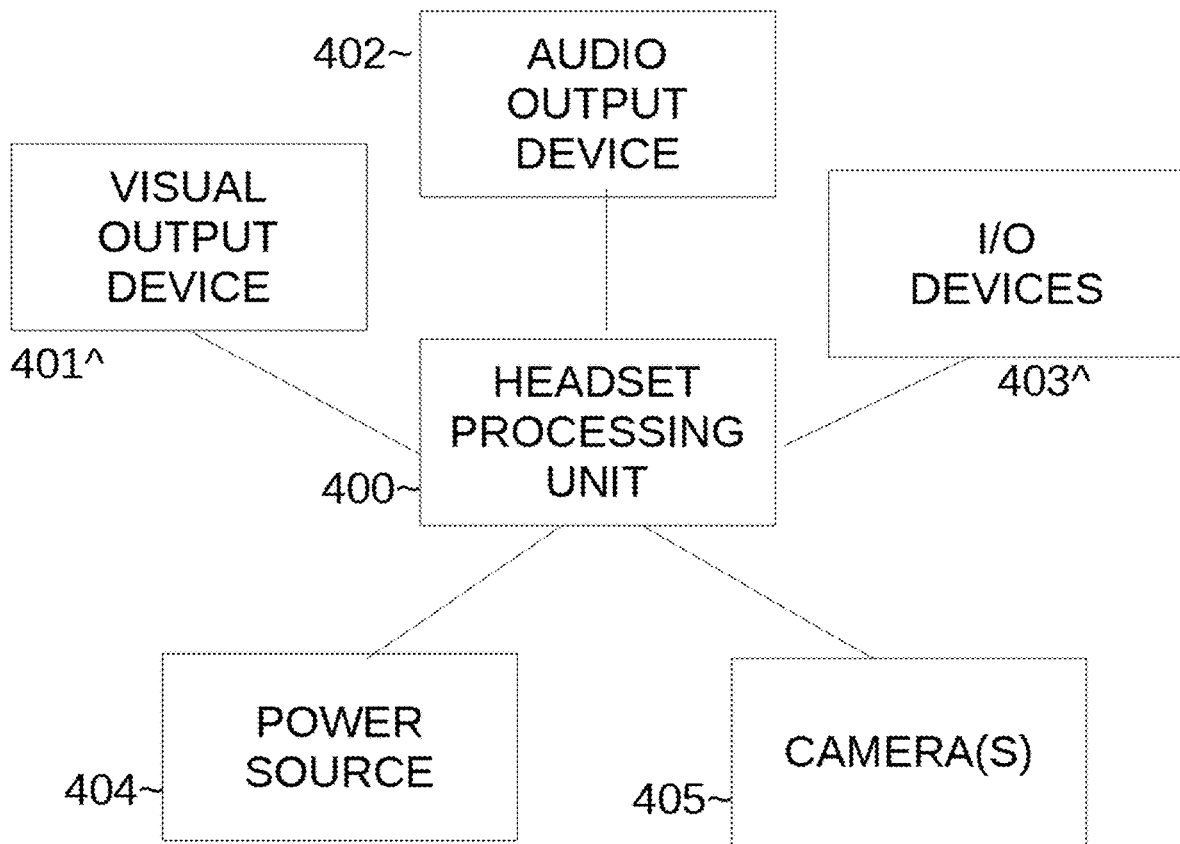 402~
AUDIO
OUTPUT
DEVICE
VISUAL
OUTPUT
DEVICE
401^
I/O
DEVICES
403^
HEADSET
PROCESSING
UNIT
400~
POWER
SOURCE
404~
CAMERA(S)
405~